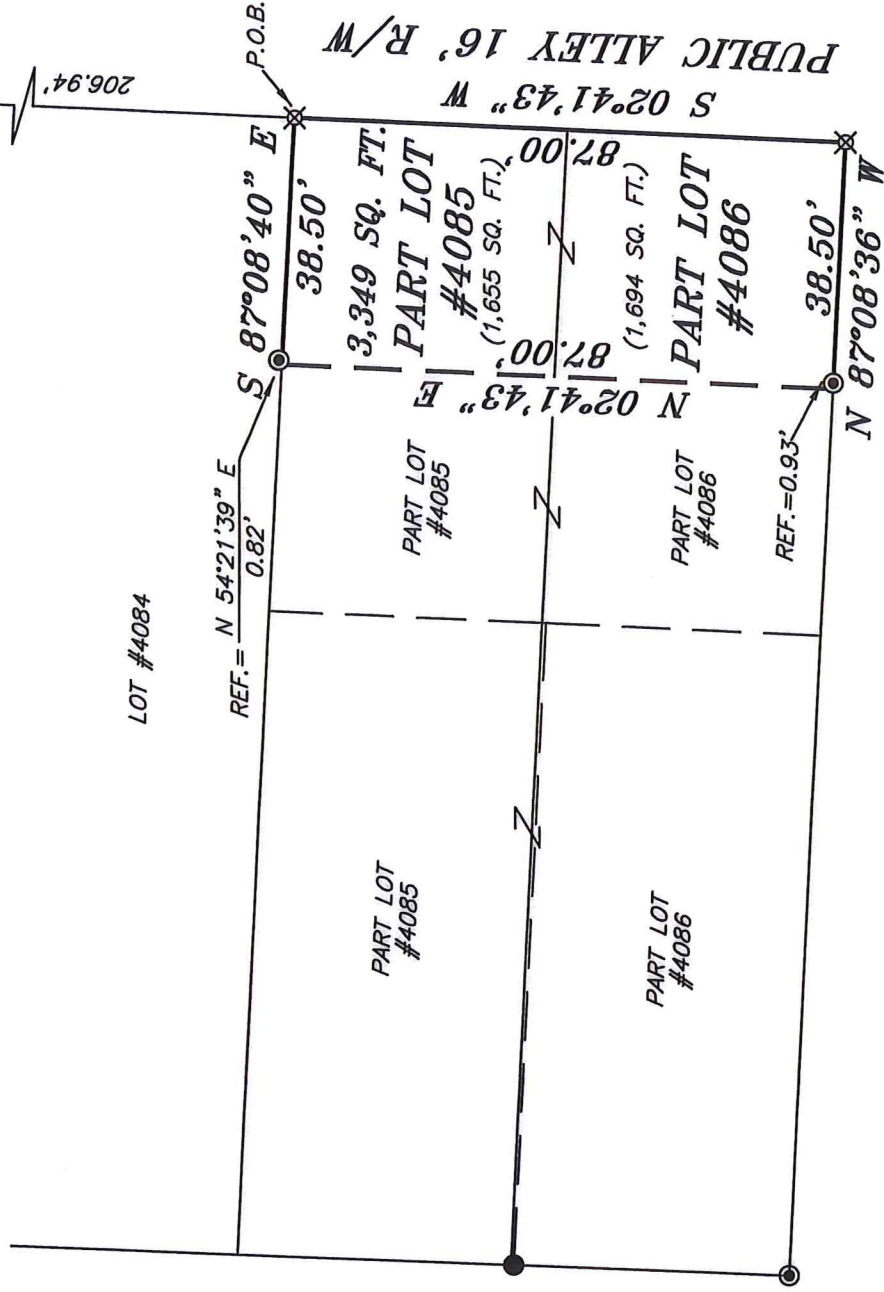 206.94'
P.O.B.
PUBLIC ALLEY 16' R/W
S 02°41'43" W
87.00'
S 87°08'40" E
38.50'
3,349 SQ. FT.
PART LOT
#4085
(1,655 SQ. FT.)
(1,694 SQ. FT.)
PART LOT
#4086
38.50'
N 87°08'36" W
87.00'
N 02°41'43" E
REF.= N 54°21'39" E
0.82'
REF.=0.93'
LOT #4084
PART LOT
#4085
PART LOT
#4086
PART LOT
#4085
PART LOT
#4086